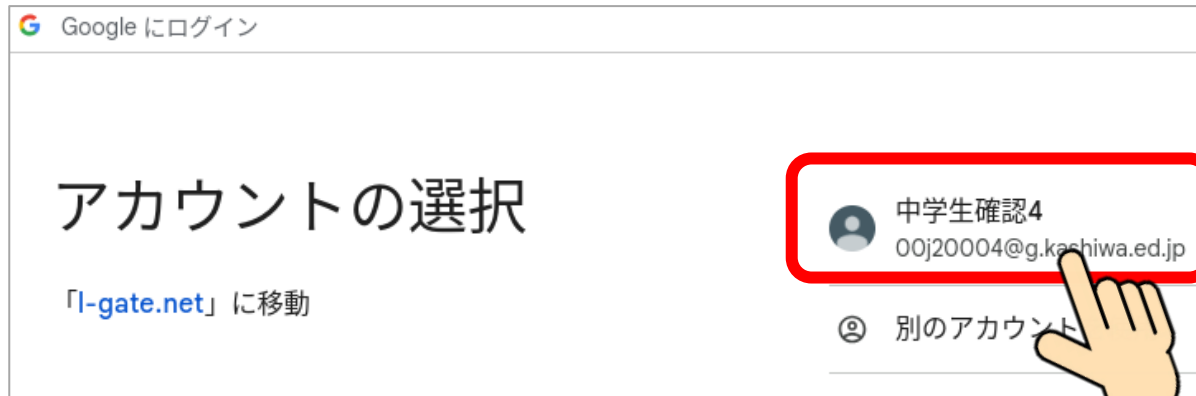 Google にログイン
アカウントの選択
「l-gate.net」に移動
中学生確認4
00j20004@g.kashiwa.ed.jp
別のアカウント